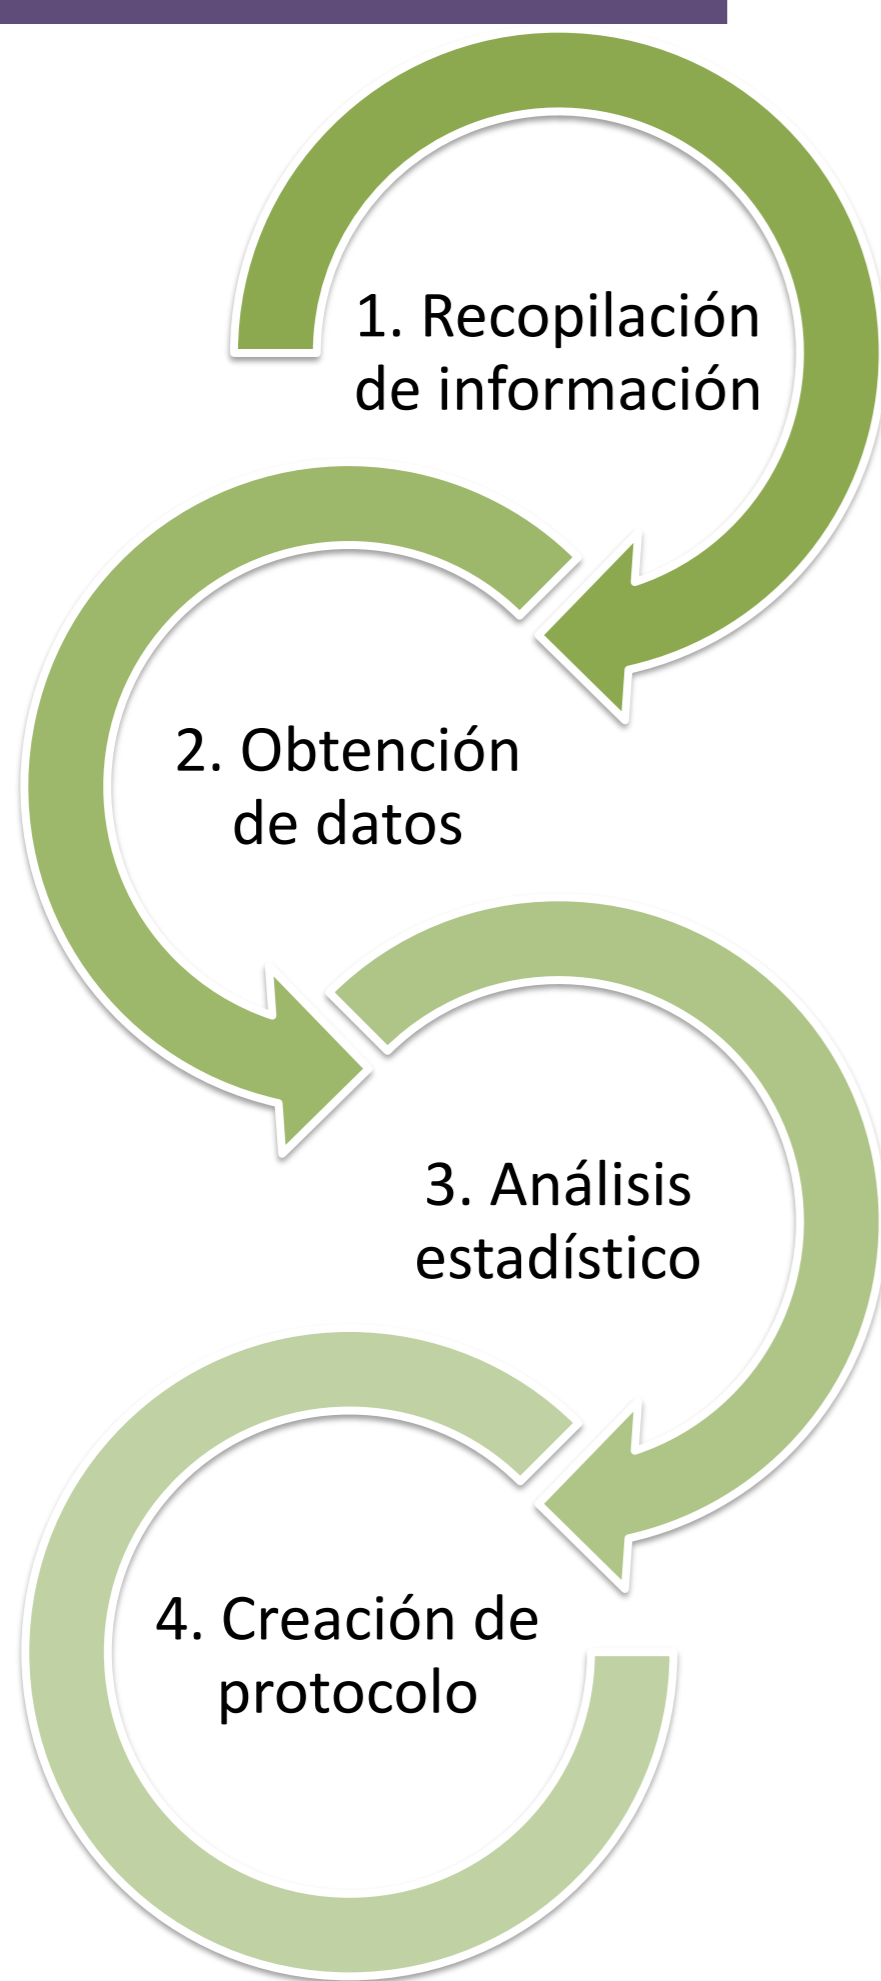 1. Recopilación
de información
2. Obtención
de datos
3. Análisis
estadístico
4. Creación de
protocolo